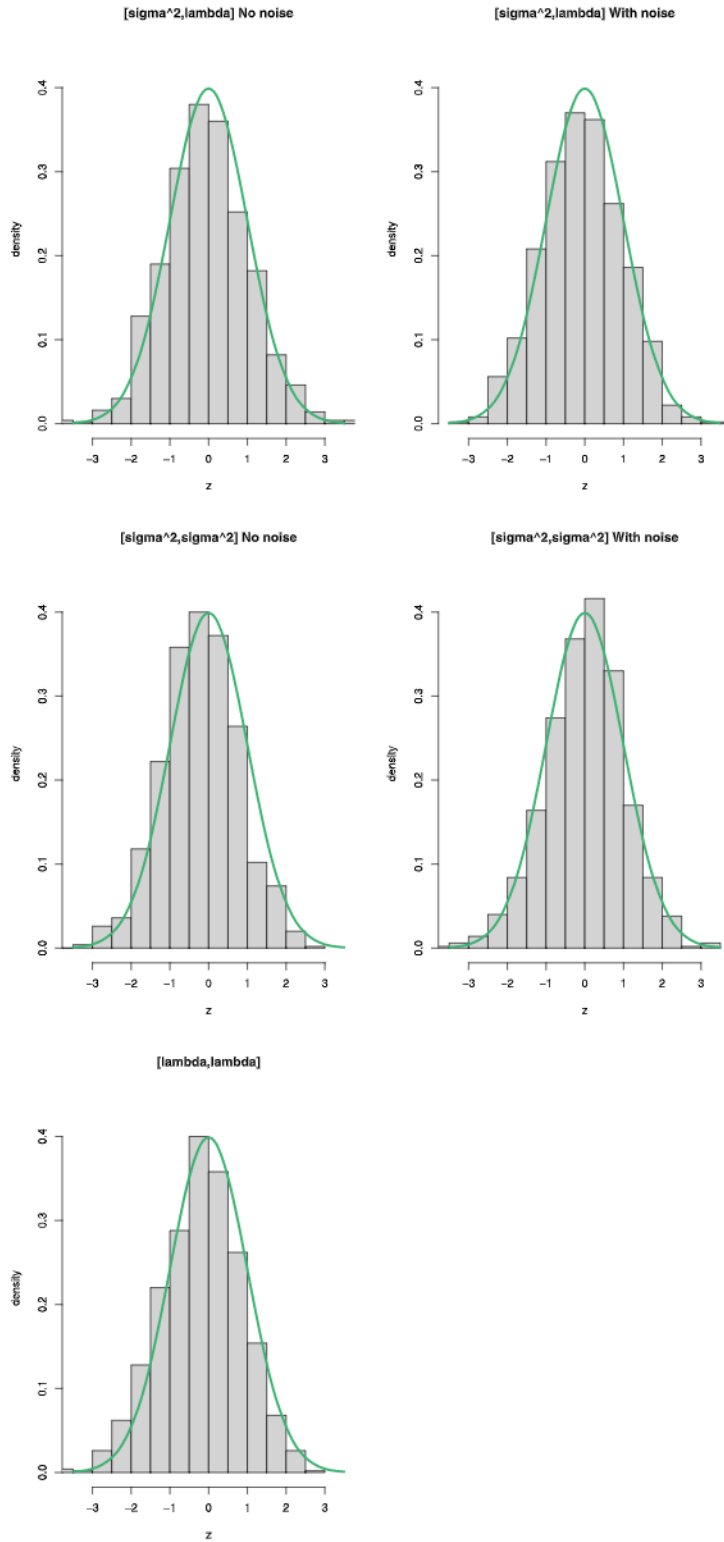 [sigma^2,lambda] No noise
0.4
0.3
0.2
0.1
0.0
density
−3 −2 −1 0 1 2 3
z
[sigma^2,lambda] With noise
0.4
0.3
0.2
0.1
0.0
density
−3 −2 −1 0 1 2 3
z
[sigma^2,sigma^2] No noise
0.4
0.3
0.2
0.1
0.0
density
−3 −2 −1 0 1 2 3
z
[sigma^2,sigma^2] With noise
0.4
0.3
0.2
0.1
0.0
density
−3 −2 −1 0 1 2 3
z
[lambda,lambda]
0.4
0.3
0.2
0.1
0.0
density
−3 −2 −1 0 1 2 3
z